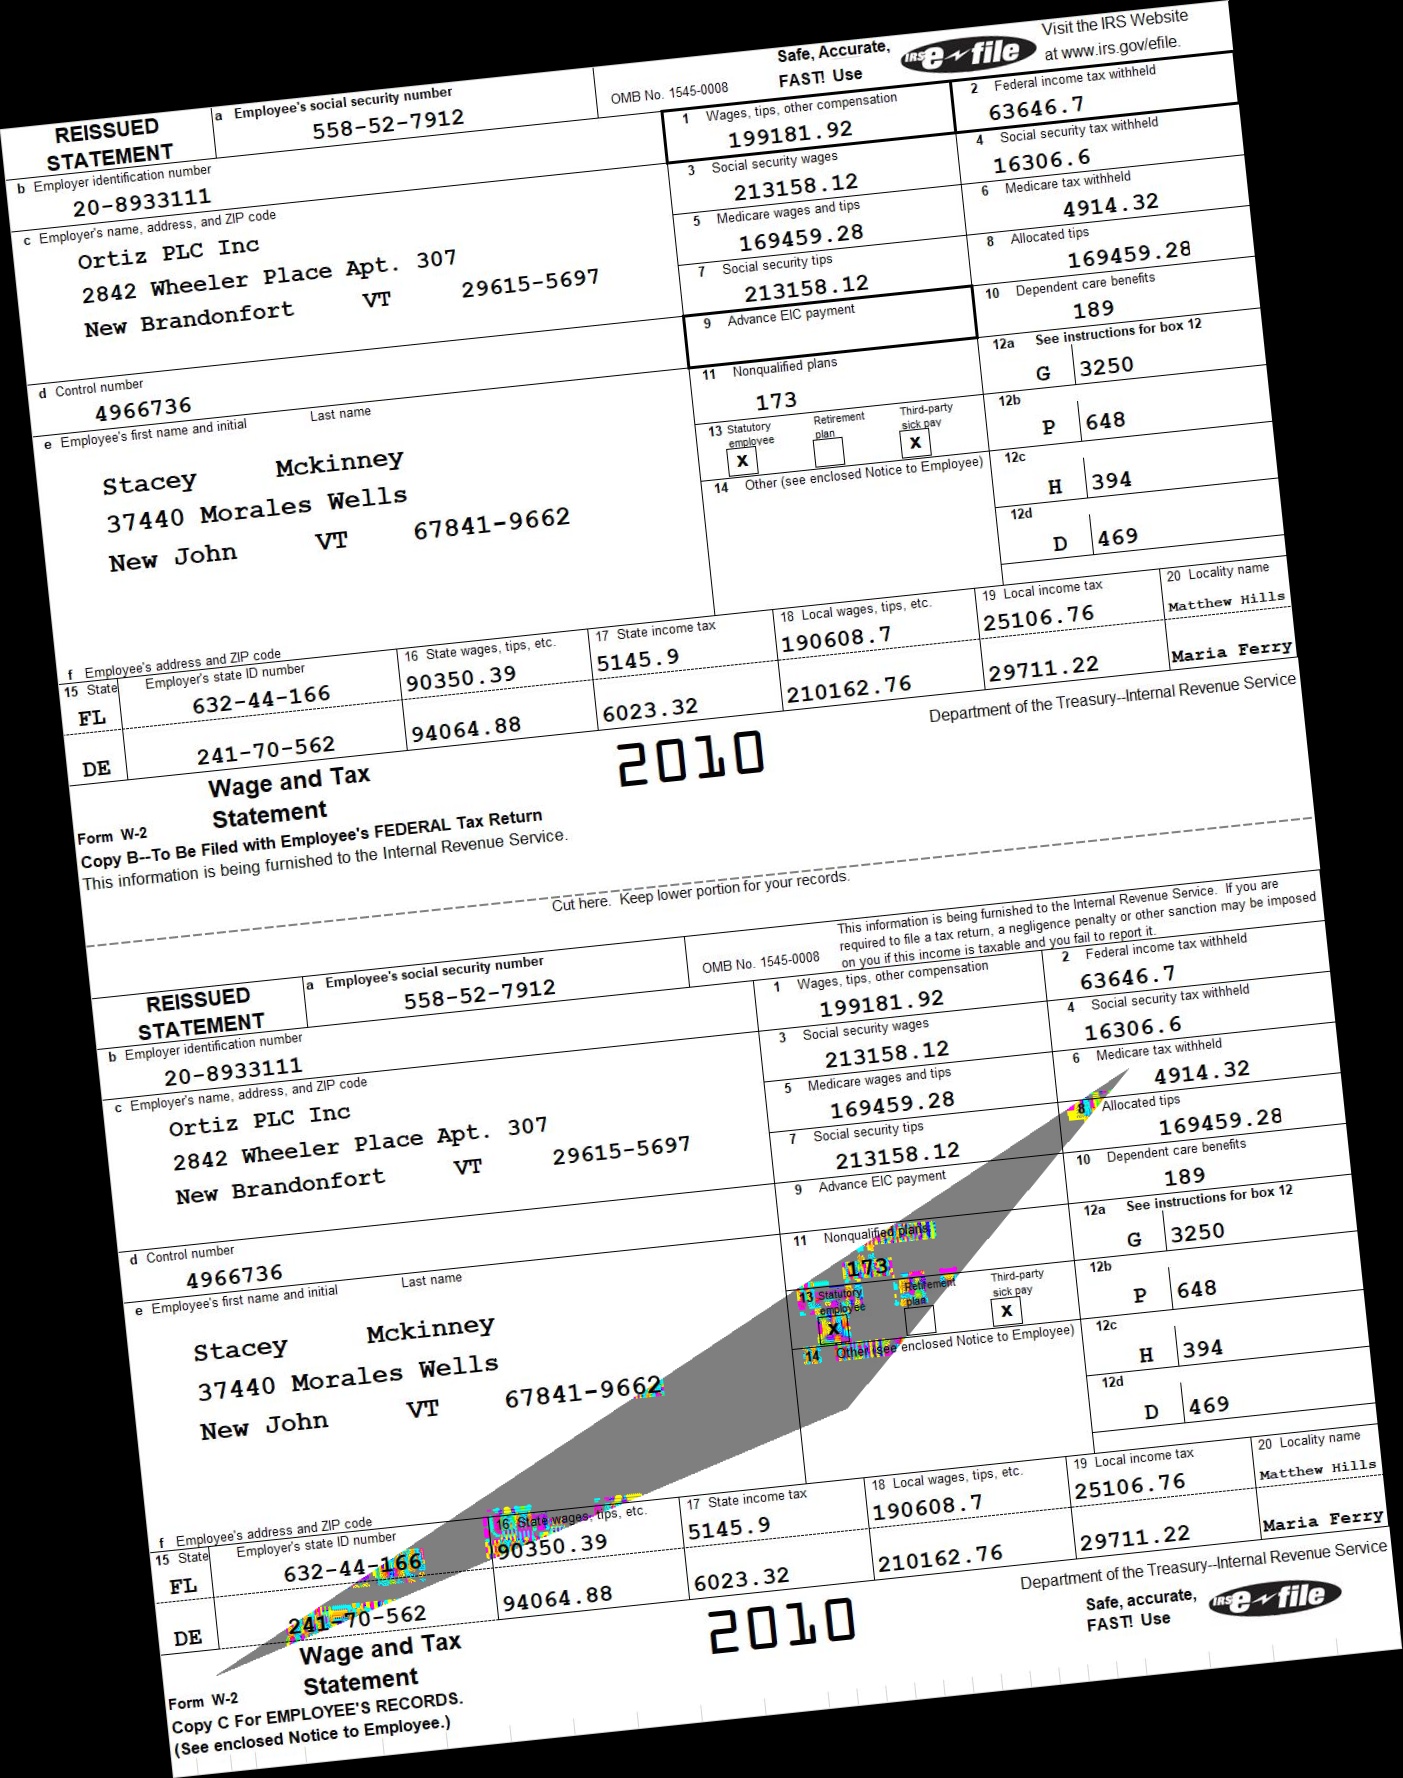 Safe, Accurate,
FAST! Use
IRS e-file
Visit the IRS Website
at www.irs.gov/efile.
REISSUED
STATEMENT
a Employee's social security number
558-52-7912
OMB No. 1545-0008
1 Wages, tips, other compensation
199181.92
2 Federal income tax withheld
63646.7
b Employer identification number
20-8933111
3 Social security wages
213158.12
4 Social security tax withheld
16306.6
c Employer's name, address, and ZIP code
Ortiz PLC Inc
2842 Wheeler Place Apt. 307
New Brandonfort VT 29615-5697
5 Medicare wages and tips
169459.28
6 Medicare tax withheld
4914.32
7 Social security tips
213158.12
8 Allocated tips
169459.28
9 Advance EIC payment
10 Dependent care benefits
189
d Control number
4966736
11 Nonqualified plans
173
12a See instructions for box 12
G 3250
e Employee's first name and initial Last name
Stacey Mckinney
37440 Morales Wells
New John VT 67841-9662
13 Statutory employee
X
Retirement plan
Third-party sick pay
X
12b
P 648
14 Other (see enclosed Notice to Employee)
12c
H 394
12d
D 469
f Employee's address and ZIP code
15 State Employer's state ID number
16 State wages, tips, etc.
17 State income tax
18 Local wages, tips, etc.
19 Local income tax
20 Locality name
FL 632-44-166 90350.39 5145.9 190608.7 25106.76 Matthew Hills
DE 241-70-562 94064.88 6023.32 210162.76 29711.22 Maria Ferry
Form W-2
Wage and Tax
Statement
2010
Department of the Treasury--Internal Revenue Service
Copy B--To Be Filed with Employee's FEDERAL Tax Return
This information is being furnished to the Internal Revenue Service.
Cut here. Keep lower portion for your records.
This information is being furnished to the Internal Revenue Service. If you are
required to file a tax return, a negligence penalty or other sanction may be imposed
on you if this income is taxable and you fail to report it.
REISSUED
STATEMENT
a Employee's social security number
558-52-7912
OMB No. 1545-0008
1 Wages, tips, other compensation
199181.92
2 Federal income tax withheld
63646.7
b Employer identification number
20-8933111
3 Social security wages
213158.12
4 Social security tax withheld
16306.6
c Employer's name, address, and ZIP code
Ortiz PLC Inc
2842 Wheeler Place Apt. 307
New Brandonfort VT 29615-5697
5 Medicare wages and tips
169459.28
6 Medicare tax withheld
4914.32
7 Social security tips
213158.12
8 Allocated tips
169459.28
9 Advance EIC payment
10 Dependent care benefits
189
d Control number
4966736
11 Nonqualified plans
173
12a See instructions for box 12
G 3250
e Employee's first name and initial Last name
Stacey Mckinney
37440 Morales Wells
New John VT 67841-9662
13 Statutory employee
X
Retirement plan
Third-party sick pay
X
12b
P 648
14 Other (see enclosed Notice to Employee)
12c
H 394
12d
D 469
f Employee's address and ZIP code
15 State Employer's state ID number
16 State wages, tips, etc.
17 State income tax
18 Local wages, tips, etc.
19 Local income tax
20 Locality name
FL 632-44-166 90350.39 5145.9 190608.7 25106.76 Matthew Hills
DE 241-70-562 94064.88 6023.32 210162.76 29711.22 Maria Ferry
Form W-2
Wage and Tax
Statement
2010
Department of the Treasury--Internal Revenue Service
Safe, accurate,
FAST! Use
IRS e-file
Copy C For EMPLOYEE'S RECORDS.
(See enclosed Notice to Employee.)